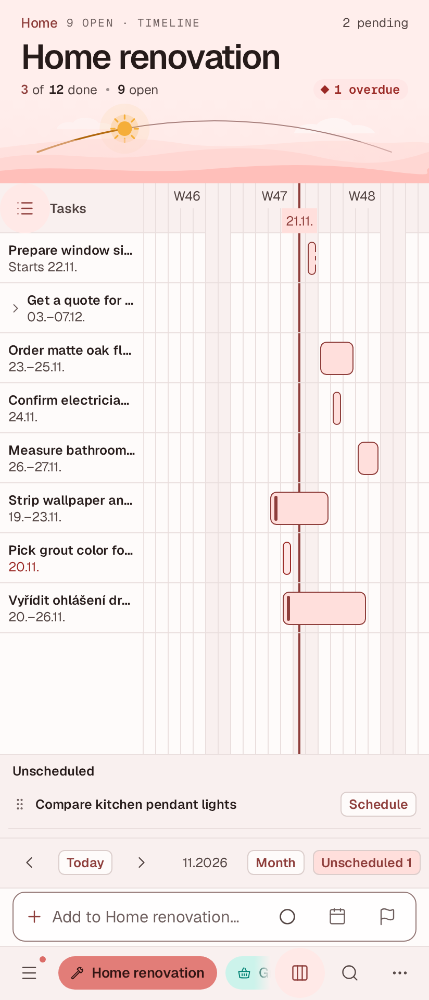 Home 9 OPEN · TIMELINE 2 pending
Home renovation
3 of 12 done • 9 open ◆ 1 overdue
W46 W47 W48
Tasks
21.11.
Prepare window si…
Starts 22.11.
Get a quote for …
03.–07.12.
Order matte oak fl…
23.–25.11.
Confirm electricia…
24.11.
Measure bathroom…
26.–27.11.
Strip wallpaper an…
19.–23.11.
Pick grout color fo…
20.11.
Vyřídit ohlášení dr…
20.–26.11.
Unscheduled
Compare kitchen pendant lights Schedule
Today 11.2026 Month Unscheduled 1
Add to Home renovation…
Home renovation G